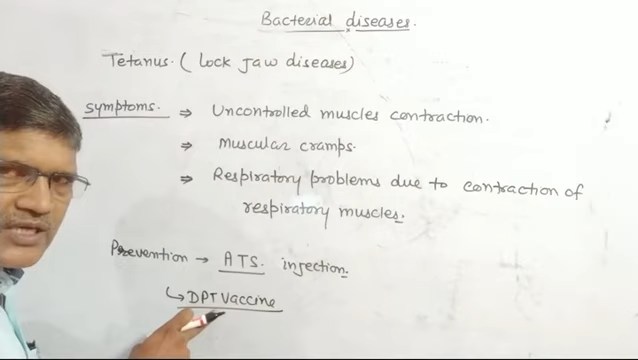 Bacterial diseases.
Tetanus. (Lock Jaw diseases)
Symptoms. ⇒ Uncontrolled muscles contraction.
⇒ Muscular cramps.
⇒ Respiratory problems due to contraction of
respiratory muscles.
Prevention → ATS. injection.
↳ DPT Vaccine